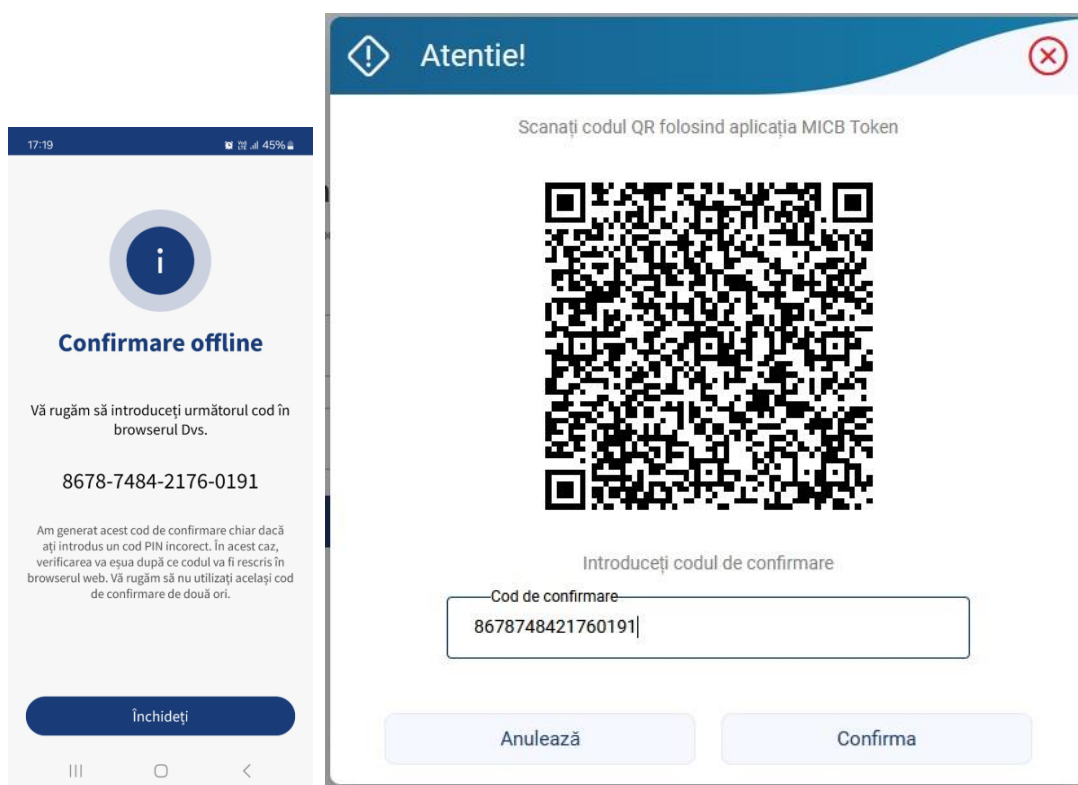 17:19
45%
i
Confirmare offline
Vă rugăm să introduceți următorul cod în
browserul Dvs.
8678-7484-2176-0191
Am generat acest cod de confirmare chiar dacă
ați introdus un cod PIN incorect. În acest caz,
verificarea va eșua după ce codul va fi rescris în
browserul web. Vă rugăm să nu utilizați același cod
de confirmare de două ori.
Închideți
Atentie!
Scanați codul QR folosind aplicația MICB Token
Introduceți codul de confirmare
Cod de confirmare
8678748421760191
Anulează
Confirma